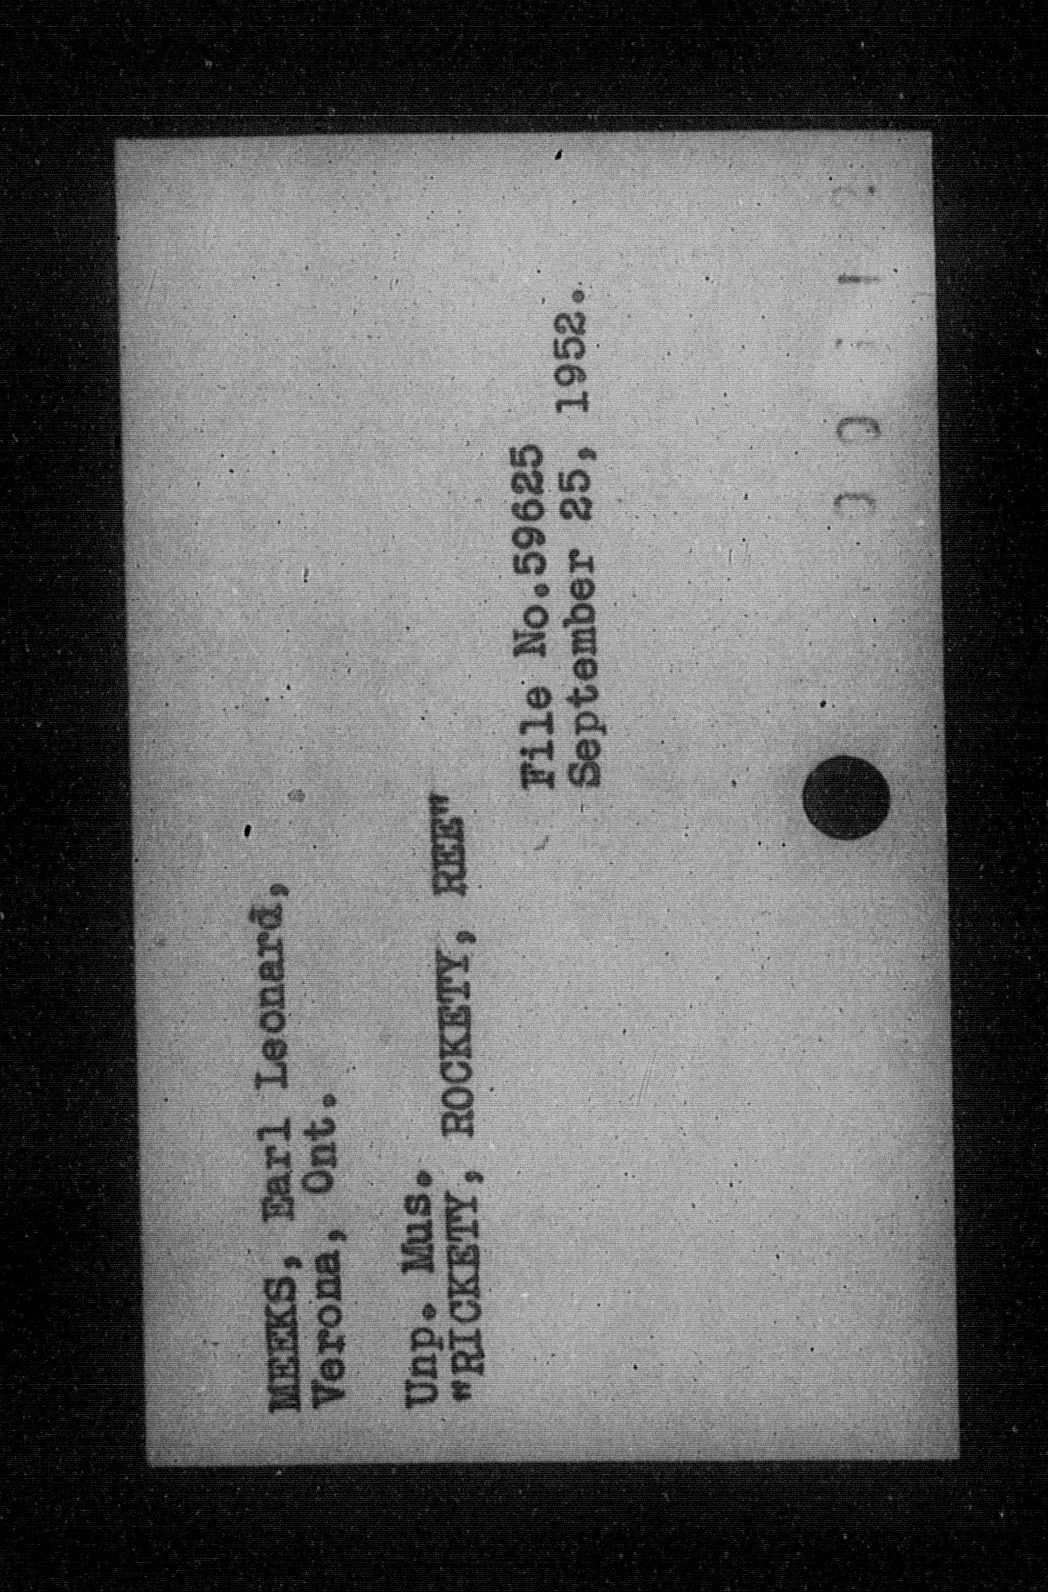 MEEKS, Earl Leonard,
Verona, Ont.
Unp. Mus.
"RICKETY, ROCKETY, REE"
File No.59625
September 25, 1952.